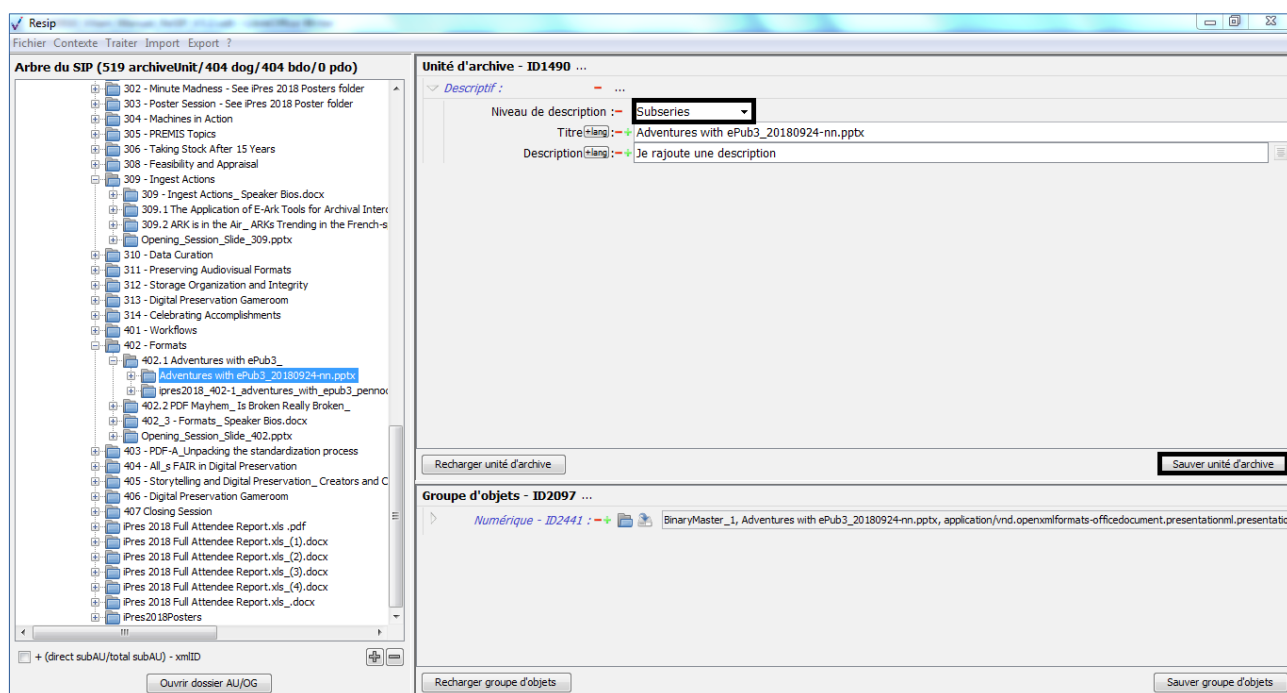 Resip
Fichier Contexte Traiter Import Export ?
Arbre du SIP (519 archiveUnit/404 dog/404 bdo/0 pdo)
302 - Minute Madness - See iPres 2018 Posters folder
303 - Poster Session - See iPres 2018 Poster folder
304 - Machines in Action
305 - PREMIS Topics
306 - Taking Stock After 15 Years
308 - Feasibility and Appraisal
309 - Ingest Actions
309 - Ingest Actions_ Speaker Bios.docx
309.1 The Application of E-Ark Tools for Archival Interc
309.2 ARK is in the Air_ ARKs Trending in the French-s
Opening_Session_Slide_309.pptx
310 - Data Curation
311 - Preserving Audiovisual Formats
312 - Storage Organization and Integrity
313 - Digital Preservation Gameroom
314 - Celebrating Accomplishments
401 - Workflows
402 - Formats
402.1 Adventures with ePub3_
Adventures with ePub3_20180924-nn.pptx
ipres2018_402-1_adventures_with_epub3_pennoc
402.2 PDF Mayhem_ Is Broken Really Broken_
402_3 - Formats_ Speaker Bios.docx
Opening_Session_Slide_402.pptx
403 - PDF-A_Unpacking the standardization process
404 - All_s FAIR in Digital Preservation
405 - Storytelling and Digital Preservation_ Creators and C
406 - Digital Preservation Gameroom
407 Closing Session
iPres 2018 Full Attendee Report.xls .pdf
iPres 2018 Full Attendee Report.xls_(1).docx
iPres 2018 Full Attendee Report.xls_(2).docx
iPres 2018 Full Attendee Report.xls_(3).docx
iPres 2018 Full Attendee Report.xls_(4).docx
iPres 2018 Full Attendee Report.xls_.docx
iPres2018Posters
+ (direct subAU/total subAU) - xmlID
Ouvrir dossier AU/OG
Unité d'archive - ID1490 ...
Descriptif : - ...
Niveau de description :- Subseries
Titre +lang :-+ Adventures with ePub3_20180924-nn.pptx
Description +lang :-+ Je rajoute une description
Recharger unité d'archive Sauver unité d'archive
Groupe d'objets - ID2097 ...
Numérique - ID2441 : -+ BinaryMaster_1, Adventures with ePub3_20180924-nn.pptx, application/vnd.openxmlformats-officedocument.presentationml.presentatio
Recharger groupe d'objets Sauver groupe d'objets